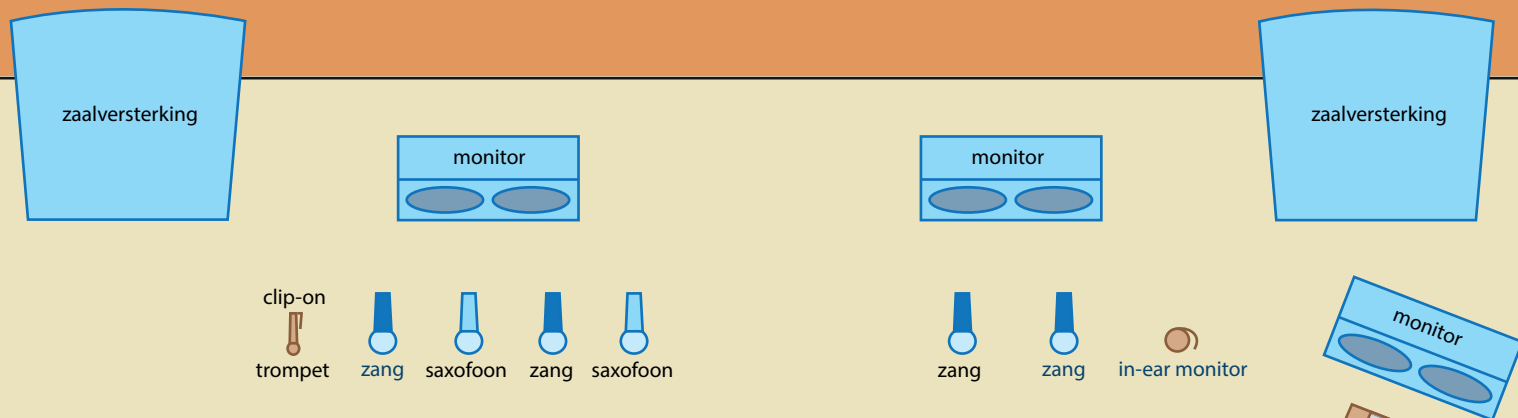 zaalversterking
zaalversterking
monitor
monitor
monitor
clip-on
trompet
zang
saxofoon
zang
saxofoon
zang
zang
in-ear monitor